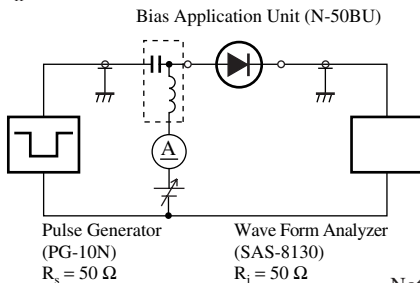 Bias Application Unit (N-50BU)
A
Pulse Generator
(PG-10N)
Rs = 50 Ω
Wave Form Analyzer
(SAS-8130)
Ri = 50 Ω